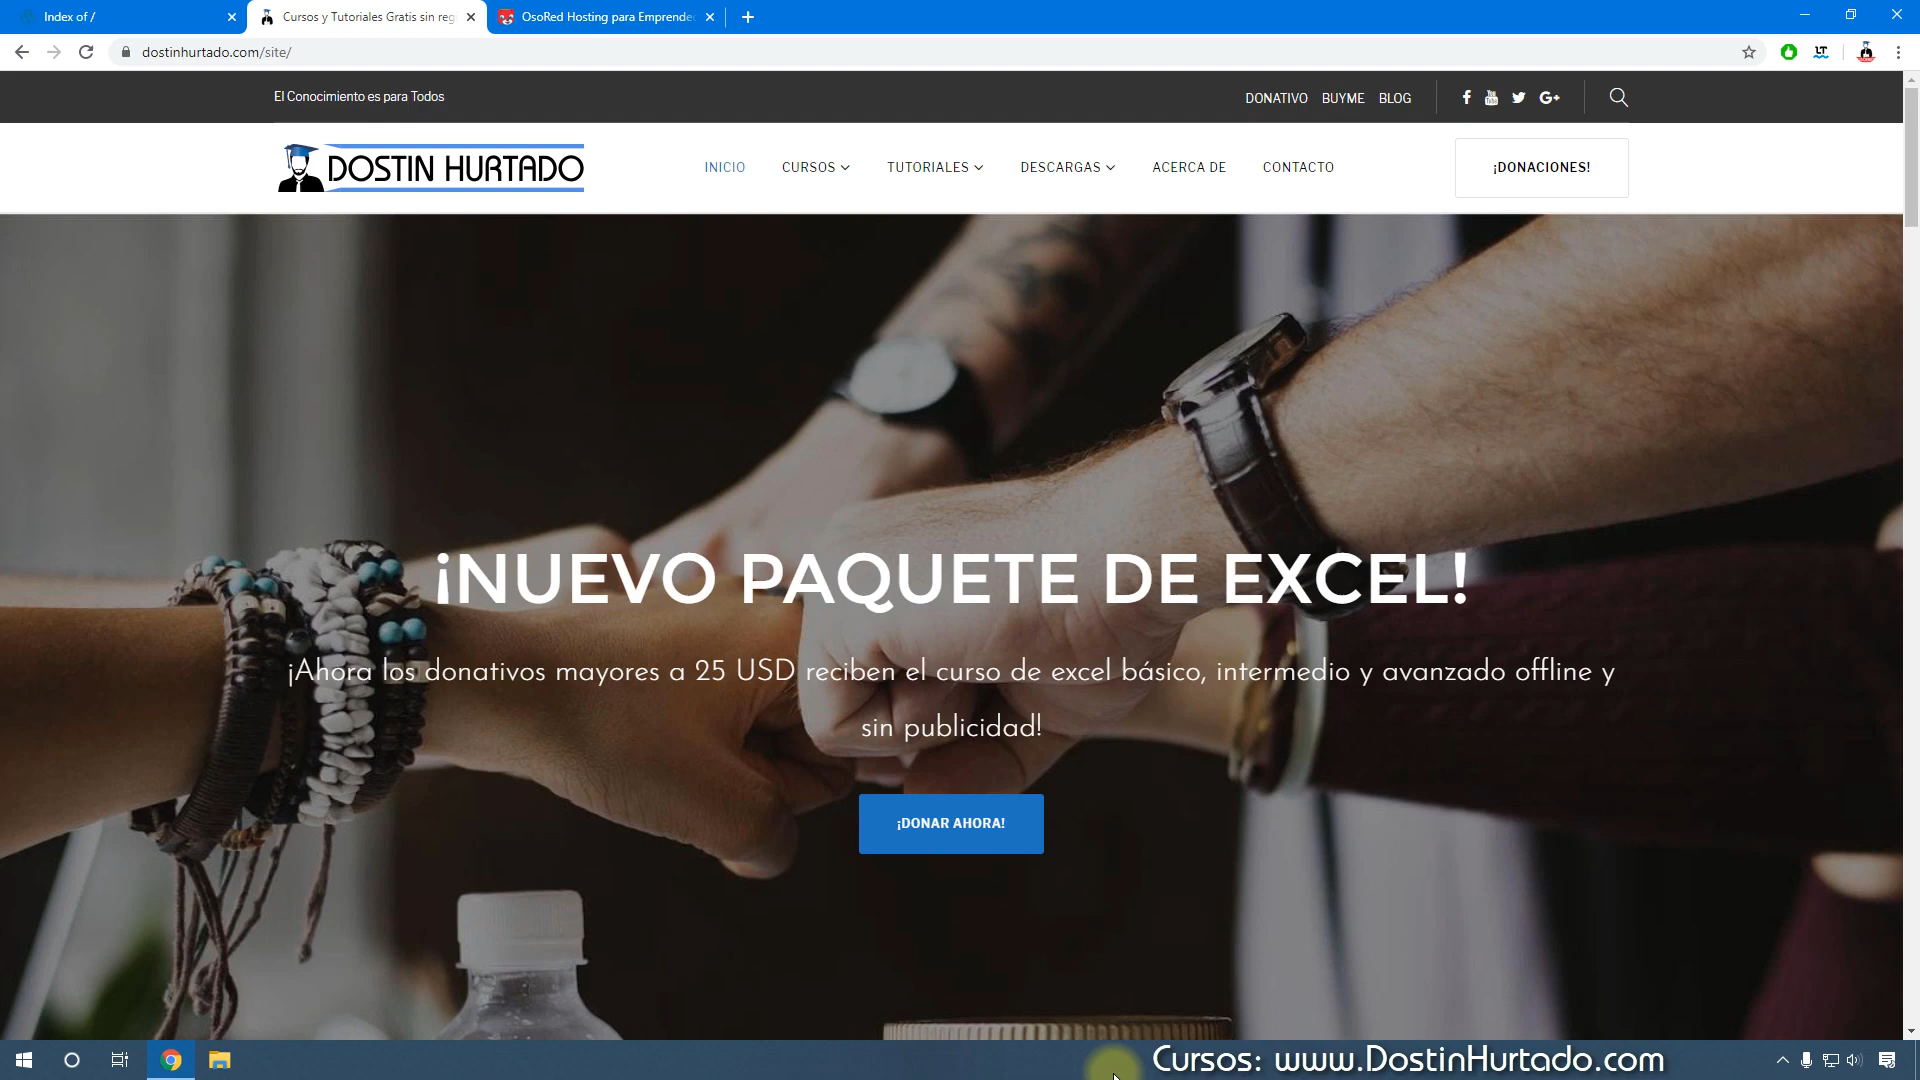 Index of /
Cursos y Tutoriales Gratis sin reg
OsoRed Hosting para Emprended
dostinhurtado.com/site/
LT
El Conocimiento es para Todos
DONATIVO BUYME BLOG
DOSTIN HURTADO
INICIO CURSOS TUTORIALES DESCARGAS ACERCA DE CONTACTO
¡DONACIONES!
¡NUEVO PAQUETE DE EXCEL!
¡Ahora los donativos mayores a 25 USD reciben el curso de excel básico, intermedio y avanzado offline y
sin publicidad!
¡DONAR AHORA!
Cursos: www.DostinHurtado.com